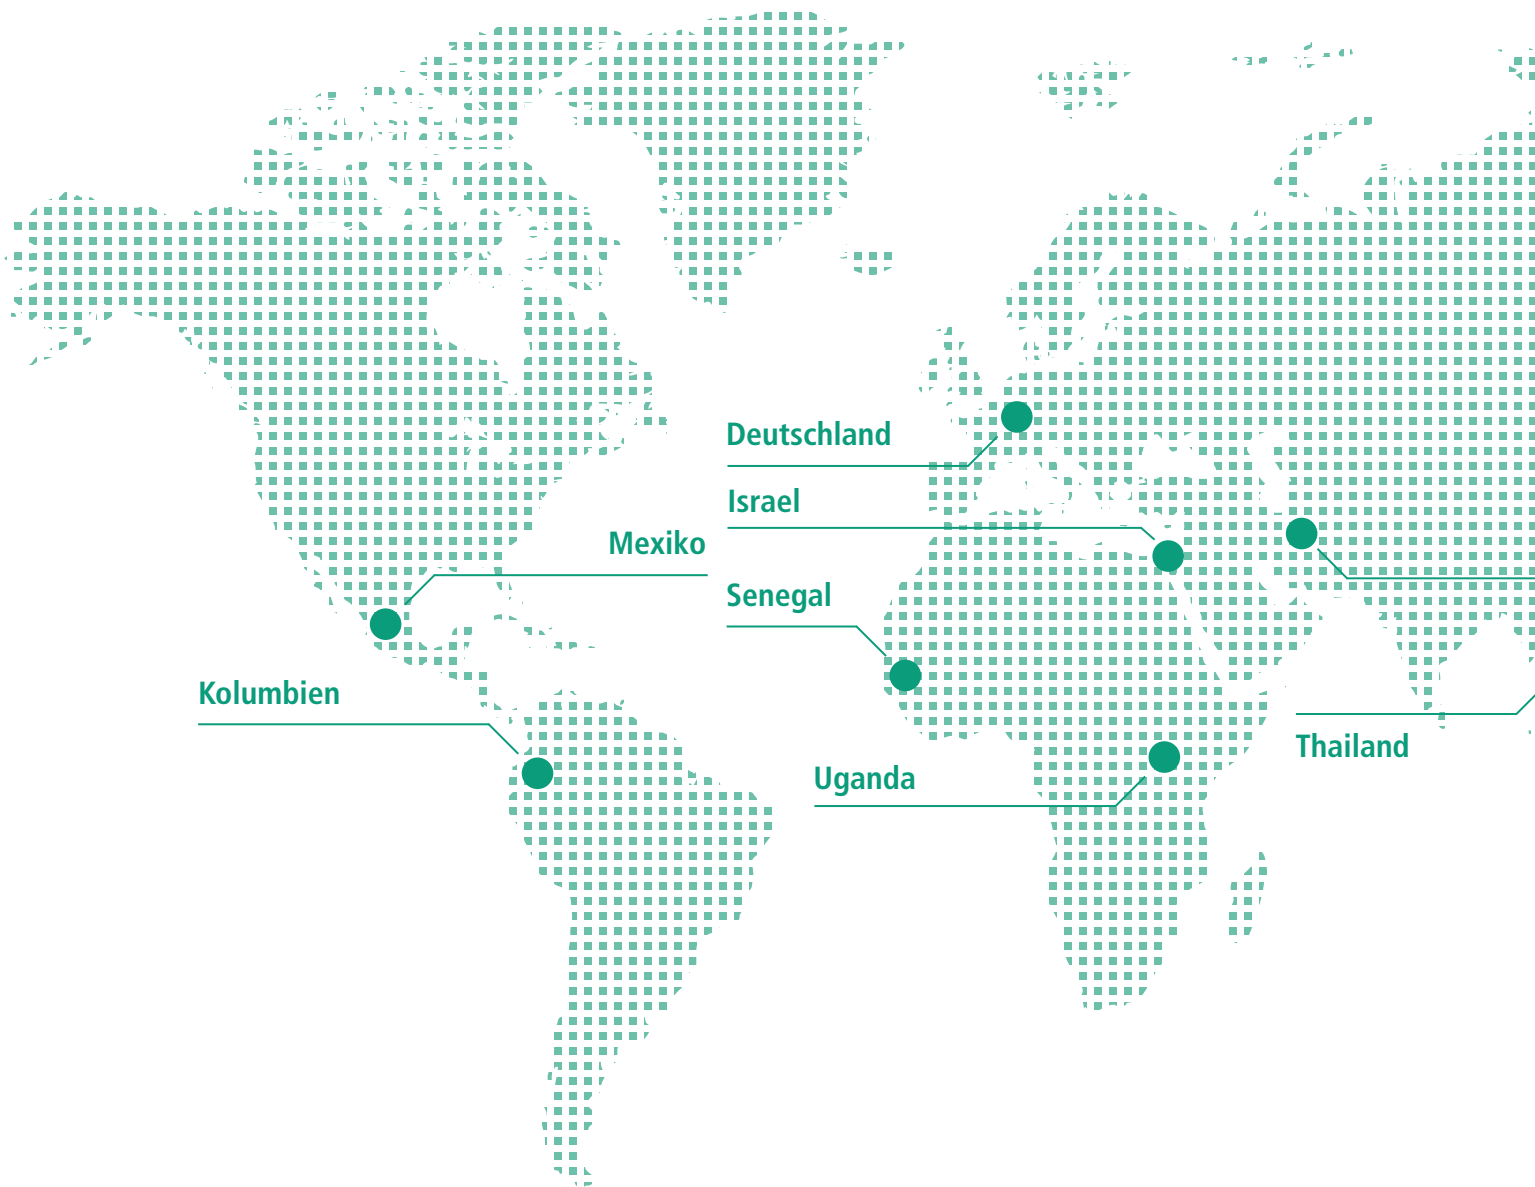 Deutschland
Israel
Mexiko
Senegal
Kolumbien
Thailand
Uganda